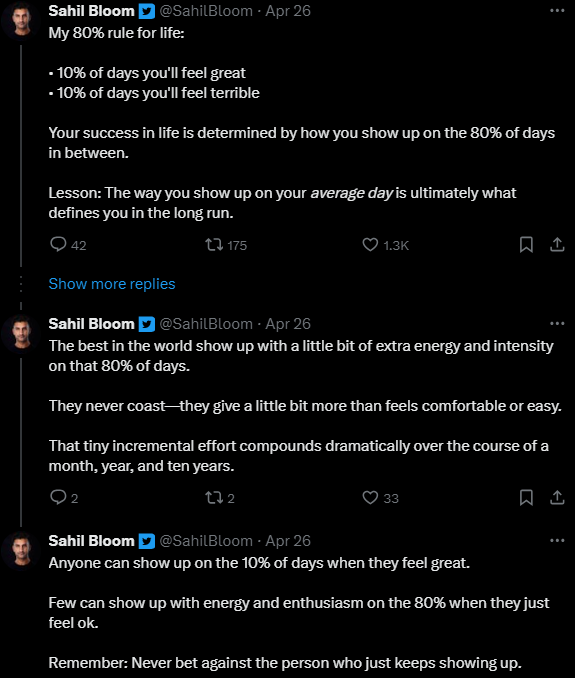 Sahil Bloom @SahilBloom · Apr 26
My 80% rule for life:
• 10% of days you'll feel great
• 10% of days you'll feel terrible
Your success in life is determined by how you show up on the 80% of days
in between.
Lesson: The way you show up on your average day is ultimately what
defines you in the long run.
42 175 1.3K
Show more replies
Sahil Bloom @SahilBloom · Apr 26
The best in the world show up with a little bit of extra energy and intensity
on that 80% of days.
They never coast—they give a little bit more than feels comfortable or easy.
That tiny incremental effort compounds dramatically over the course of a
month, year, and ten years.
2 2 33
Sahil Bloom @SahilBloom · Apr 26
Anyone can show up on the 10% of days when they feel great.
Few can show up with energy and enthusiasm on the 80% when they just
feel ok.
Remember: Never bet against the person who just keeps showing up.